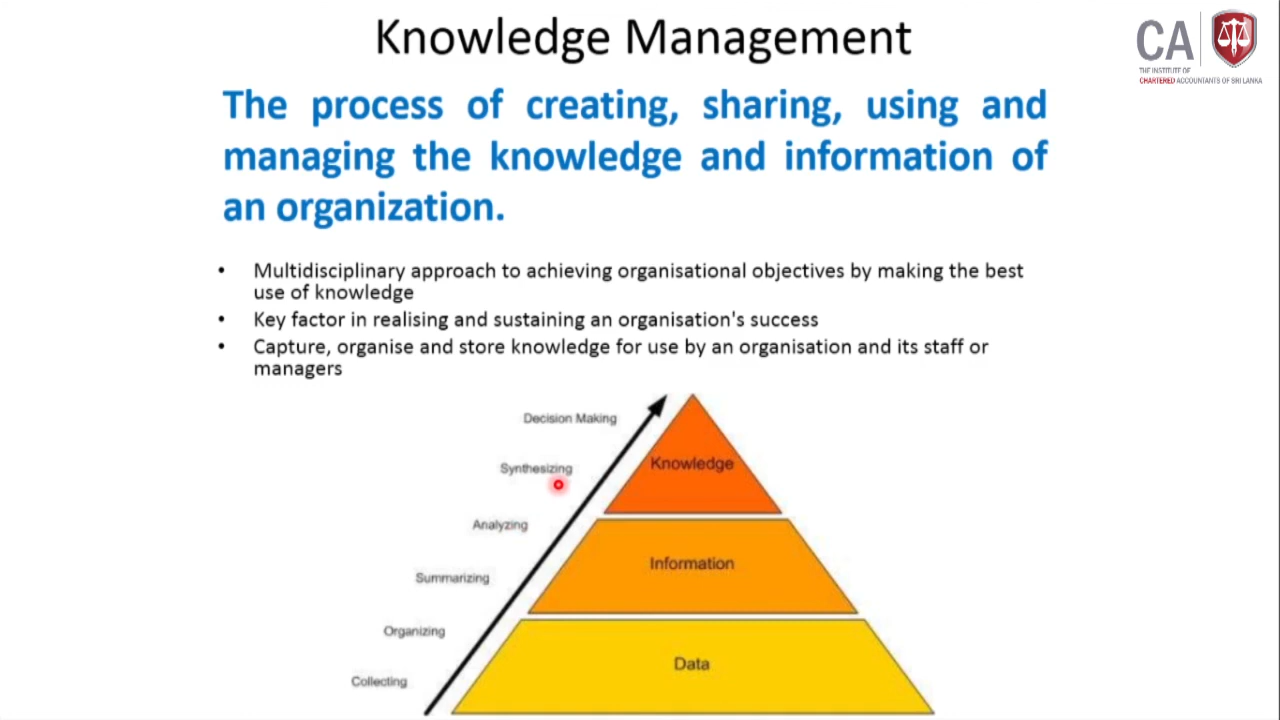 Knowledge Management
CA
THE INSTITUTE OF
CHARTERED ACCOUNTANTS OF SRI LANKA
The process of creating, sharing, using and
managing the knowledge and information of
an organization.
• Multidisciplinary approach to achieving organisational objectives by making the best
use of knowledge
• Key factor in realising and sustaining an organisation's success
• Capture, organise and store knowledge for use by an organisation and its staff or
managers
Decision Making
Synthesizing
Knowledge
Analyzing
Information
Summarizing
Organizing
Data
Collecting